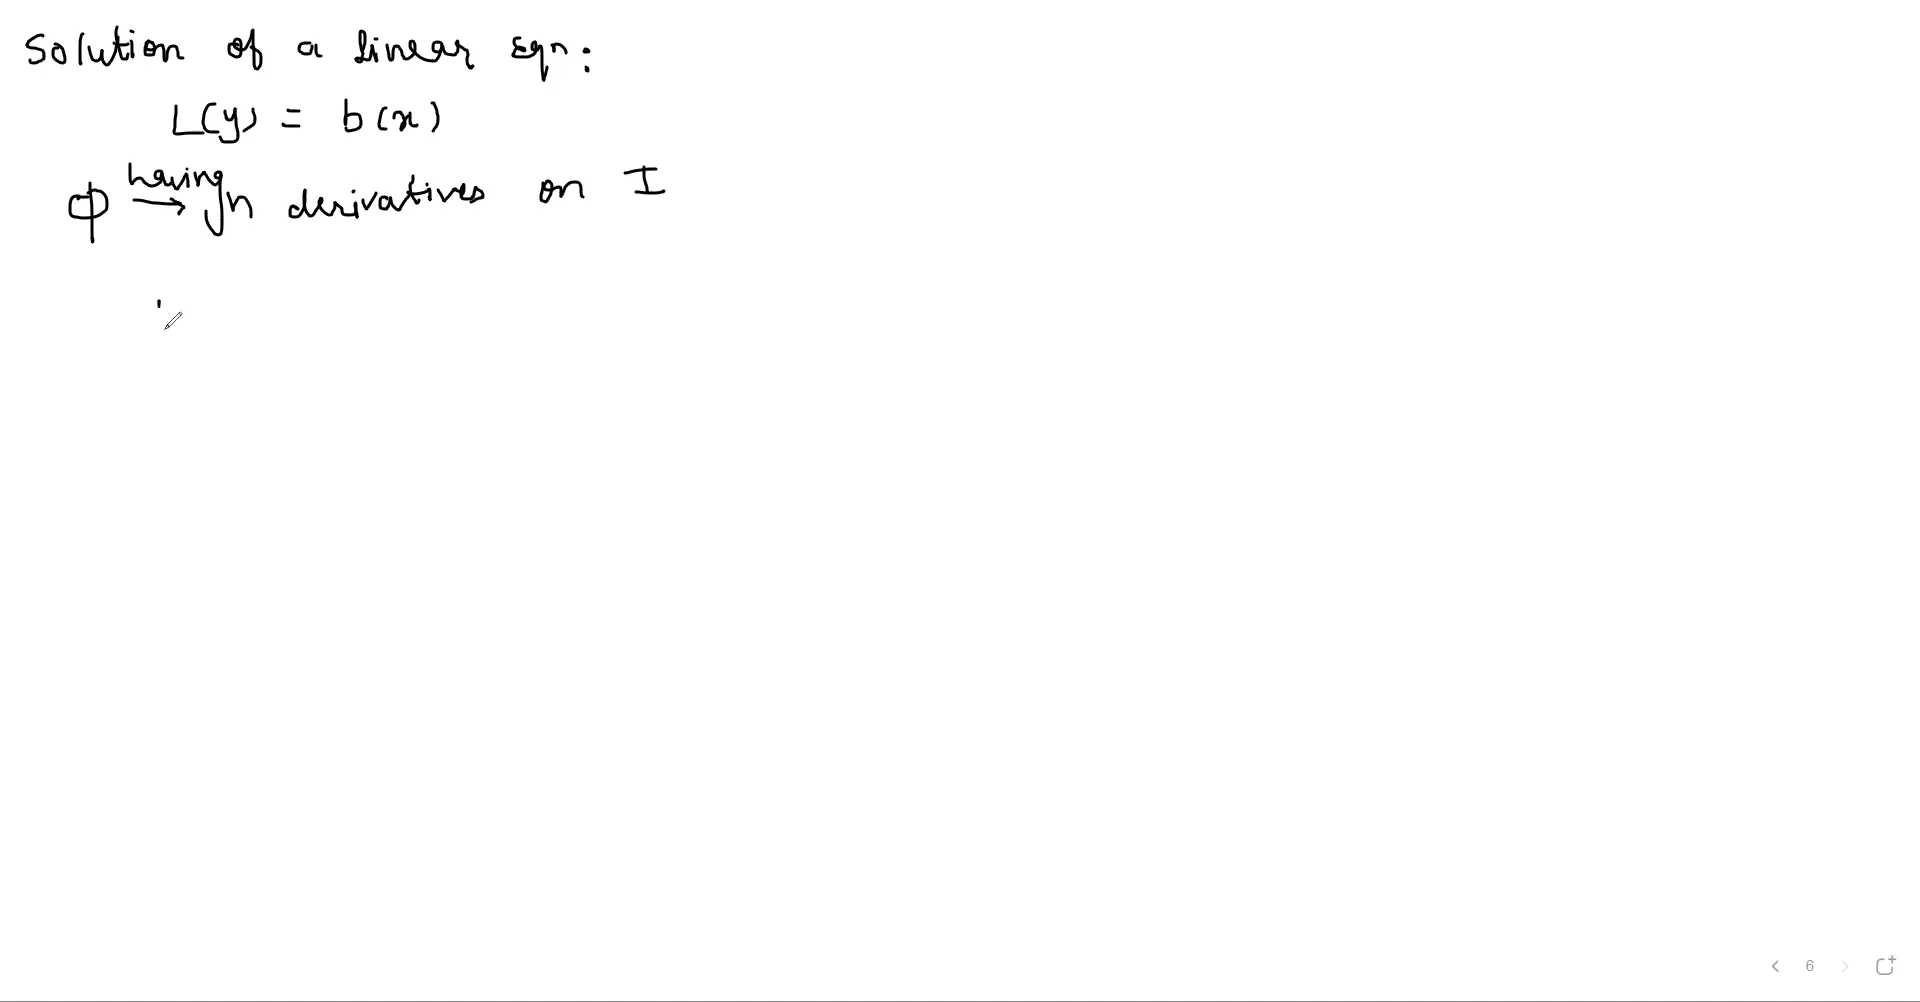 Solution of a linear Eqn:
L(y) = b(x)
ϕ having → n derivatives on I
6